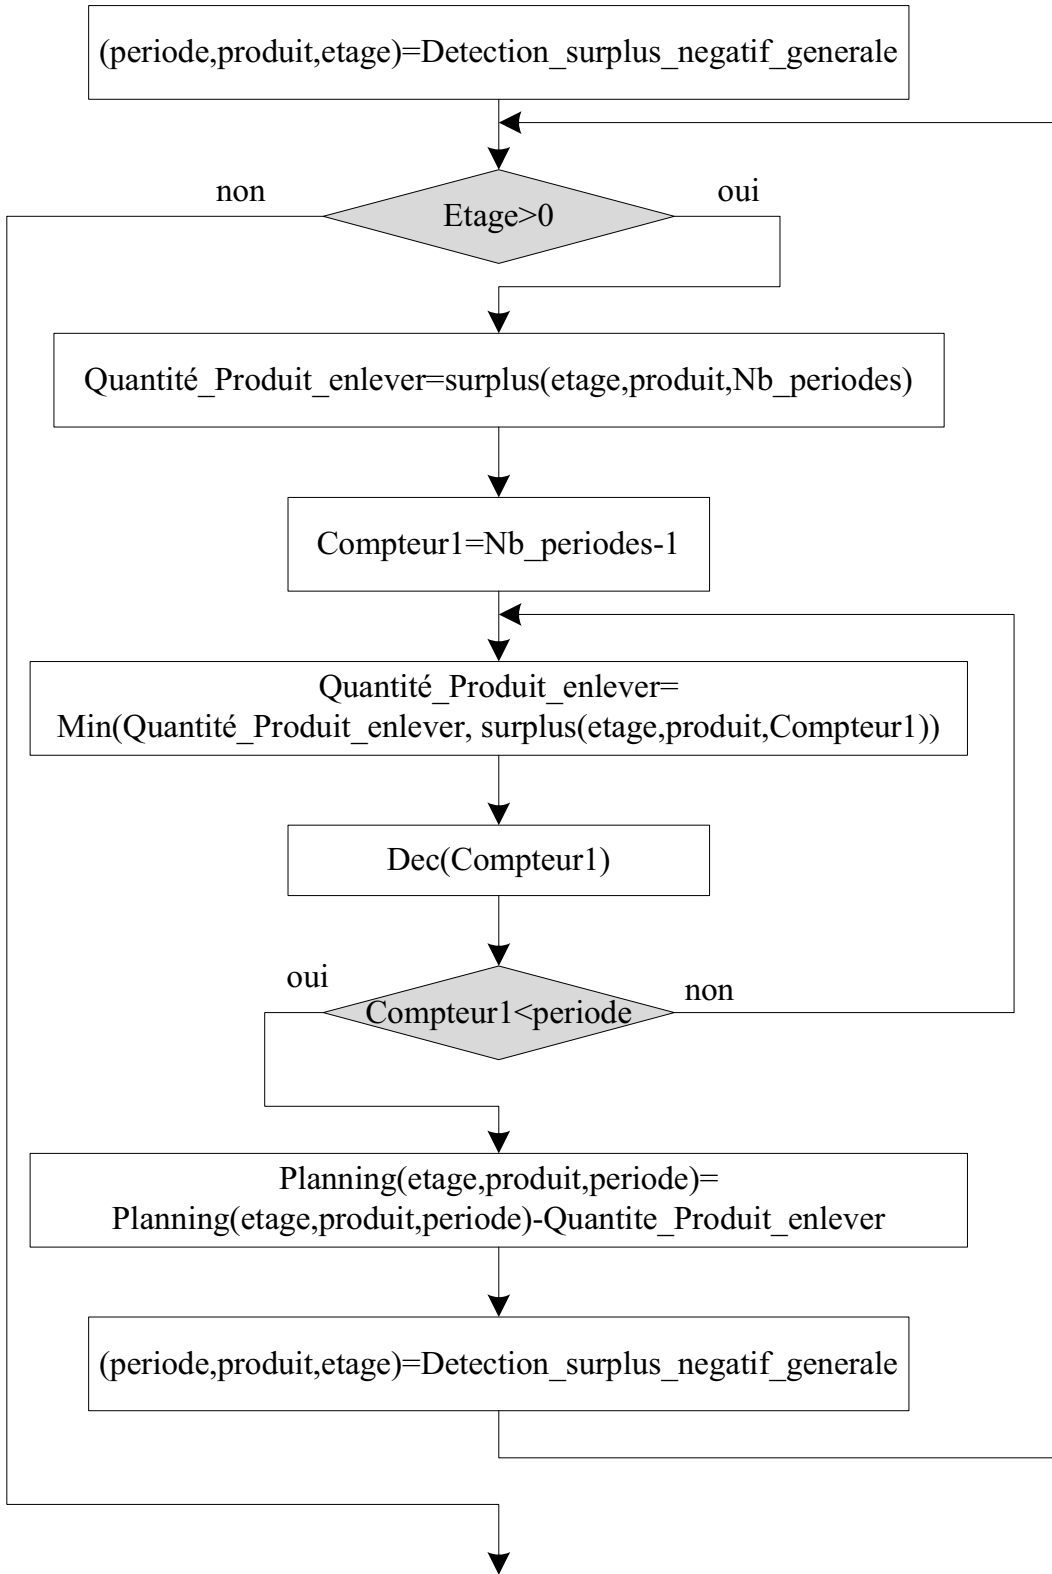 (periode,produit,etage)=Detection_surplus_negatif_generale
non
oui
Etage>0
Quantité_Produit_enlever=surplus(etage,produit,Nb_periodes)
Compteur1=Nb_periodes-1
Quantité_Produit_enlever=
Min(Quantité_Produit_enlever, surplus(etage,produit,Compteur1))
Dec(Compteur1)
oui
Compteur1<periode
non
Planning(etage,produit,periode)=
Planning(etage,produit,periode)-Quantite_Produit_enlever
(periode,produit,etage)=Detection_surplus_negatif_generale